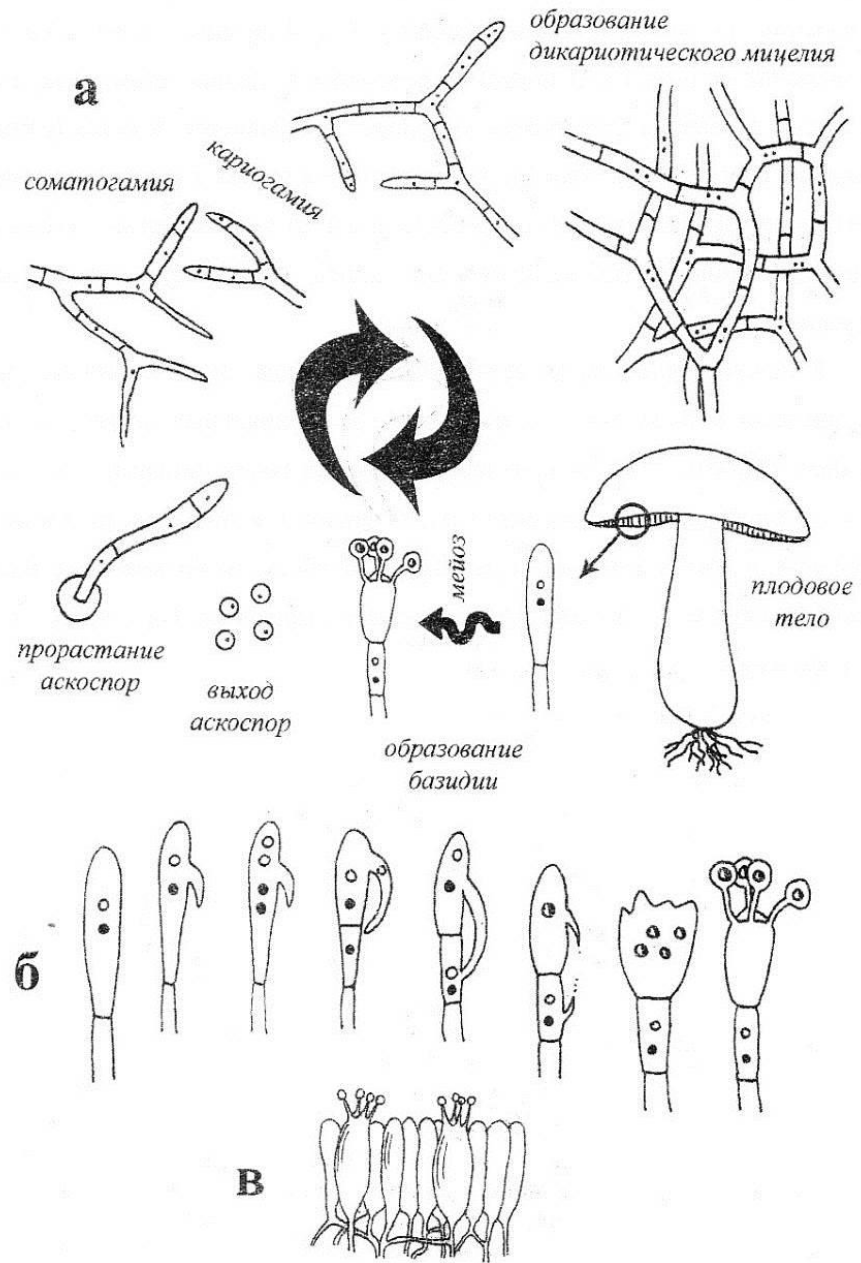 образование
дикариотического мицелия
а
кариогамия
соматогамия
мейоз
плодовое
тело
прорастание
аскоспор
выход
аскоспор
образование
базидии
б
в